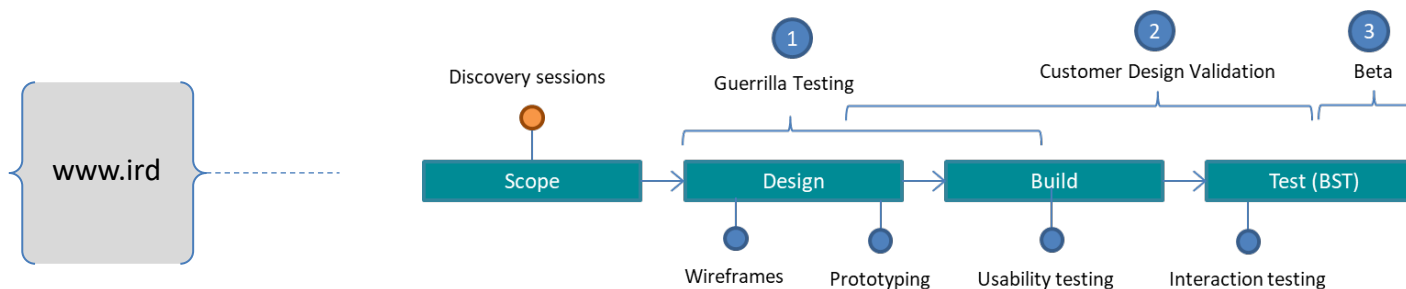 1
2
3
Discovery sessions
Guerrilla Testing
Customer Design Validation
Beta
www.ird
Scope
Design
Build
Test (BST)
Wireframes
Prototyping
Usability testing
Interaction testing